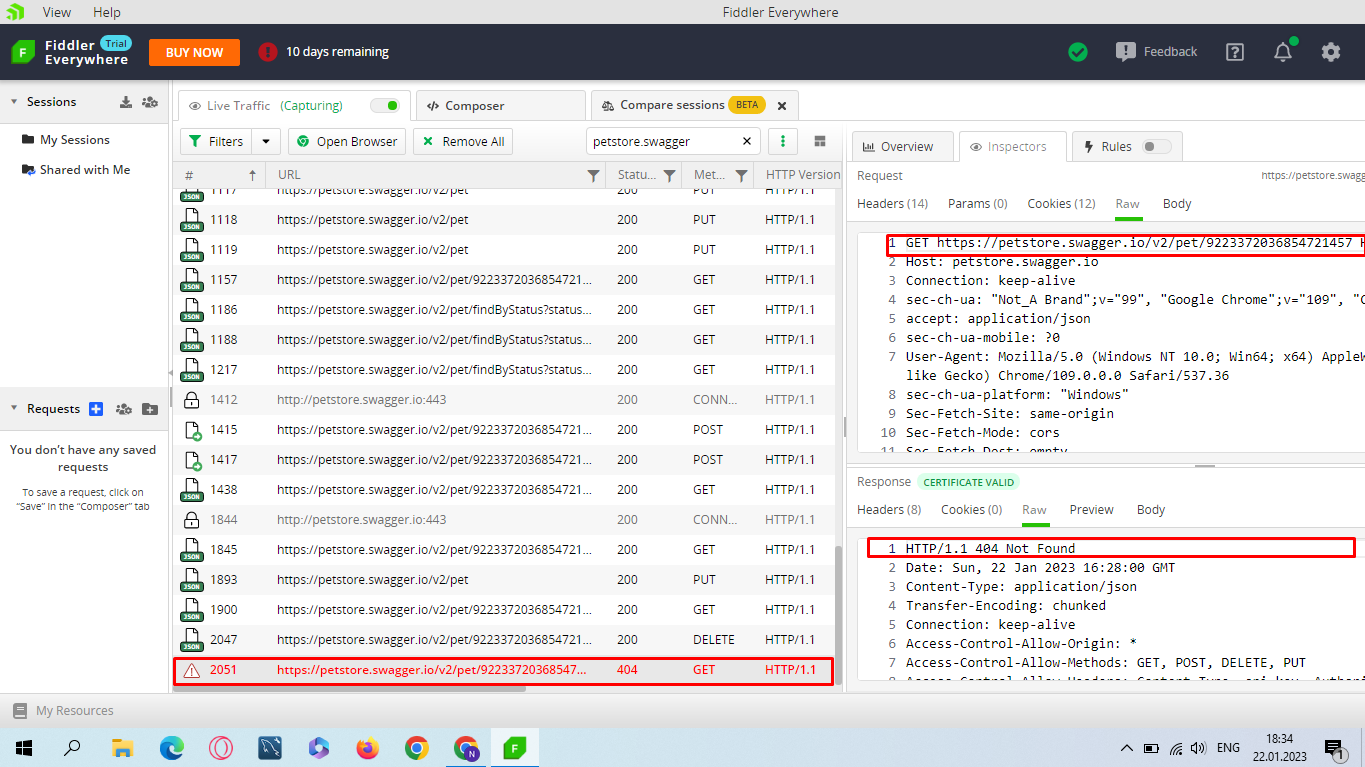 View Help Fiddler Everywhere
F Fiddler Trial
Everywhere
BUY NOW ! 10 days remaining Feedback
Sessions
My Sessions
Shared with Me
Requests
You don't have any saved
requests
To save a request, click on
“Save” in the “Composer” tab
Live Traffic (Capturing) Composer Compare sessions BETA
Filters Open Browser Remove All petstore.swagger
# URL Statu... Met... HTTP Version
JSON 1117 https://petstore.swagger.io/v2/pet 200 PUT HTTP/1.1
JSON 1118 https://petstore.swagger.io/v2/pet 200 PUT HTTP/1.1
JSON 1119 https://petstore.swagger.io/v2/pet 200 PUT HTTP/1.1
JSON 1157 https://petstore.swagger.io/v2/pet/9223372036854721... 200 GET HTTP/1.1
JSON 1186 https://petstore.swagger.io/v2/pet/findByStatus?status... 200 GET HTTP/1.1
JSON 1188 https://petstore.swagger.io/v2/pet/findByStatus?status... 200 GET HTTP/1.1
JSON 1217 https://petstore.swagger.io/v2/pet/findByStatus?status... 200 GET HTTP/1.1
1412 http://petstore.swagger.io:443 200 CONN... HTTP/1.1
1415 https://petstore.swagger.io/v2/pet/9223372036854721... 200 POST HTTP/1.1
1417 https://petstore.swagger.io/v2/pet/9223372036854721... 200 POST HTTP/1.1
JSON 1438 https://petstore.swagger.io/v2/pet/9223372036854721... 200 GET HTTP/1.1
1844 http://petstore.swagger.io:443 200 CONN... HTTP/1.1
JSON 1845 https://petstore.swagger.io/v2/pet/9223372036854721... 200 GET HTTP/1.1
JSON 1893 https://petstore.swagger.io/v2/pet 200 PUT HTTP/1.1
JSON 1900 https://petstore.swagger.io/v2/pet/9223372036854721... 200 GET HTTP/1.1
JSON 2047 https://petstore.swagger.io/v2/pet/9223372036854721... 200 DELETE HTTP/1.1
2051 https://petstore.swagger.io/v2/pet/92233720368547... 404 GET HTTP/1.1
Overview Inspectors Rules
Request https://petstore.swagg
Headers (14) Params (0) Cookies (12) Raw Body
1 GET https://petstore.swagger.io/v2/pet/9223372036854721457 H
2 Host: petstore.swagger.io
3 Connection: keep-alive
4 sec-ch-ua: "Not_A Brand";v="99", "Google Chrome";v="109", "C
5 accept: application/json
6 sec-ch-ua-mobile: ?0
7 User-Agent: Mozilla/5.0 (Windows NT 10.0; Win64; x64) AppleW
like Gecko) Chrome/109.0.0.0 Safari/537.36
8 sec-ch-ua-platform: "Windows"
9 Sec-Fetch-Site: same-origin
10 Sec-Fetch-Mode: cors
11 Sec-Fetch-Dest: empty
Response CERTIFICATE VALID
Headers (8) Cookies (0) Raw Preview Body
1 HTTP/1.1 404 Not Found
2 Date: Sun, 22 Jan 2023 16:28:00 GMT
3 Content-Type: application/json
4 Transfer-Encoding: chunked
5 Connection: keep-alive
6 Access-Control-Allow-Origin: *
7 Access-Control-Allow-Methods: GET, POST, DELETE, PUT
8 Access-Control-Allow-Headers: Content-Type, api_key, Authori
My Resources
N F ENG 18:34
22.01.2023 1